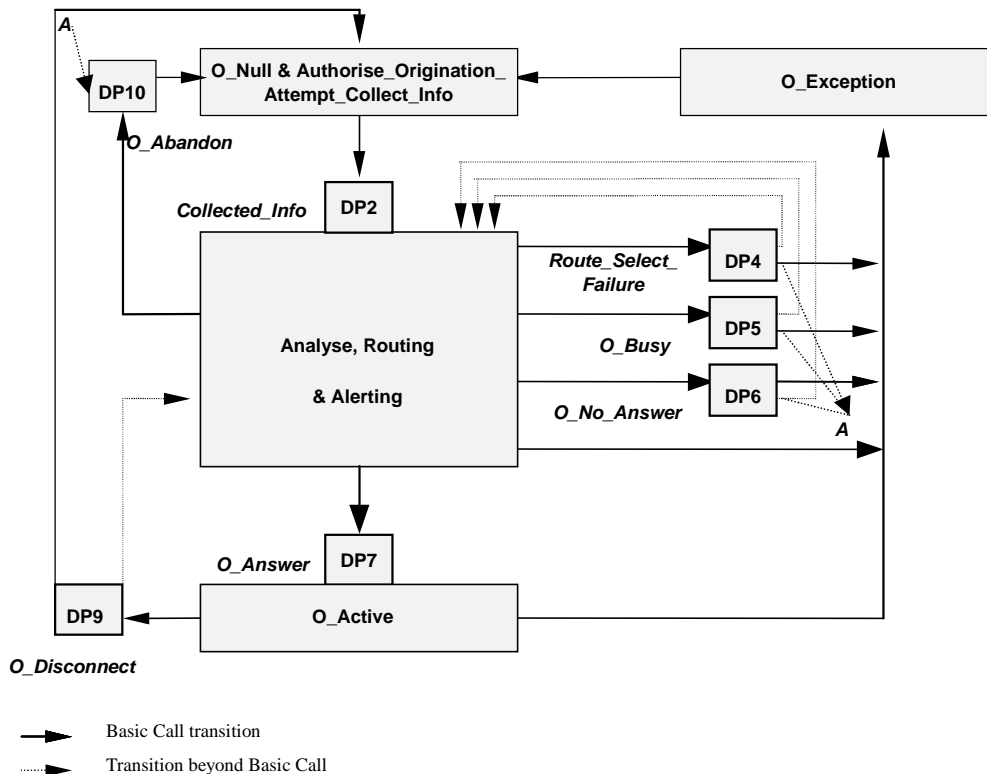 A
O_Null & Authorise_Origination_
Attempt_Collect_Info
O_Exception
DP10
O_Abandon
Collected_Info
DP2
Route_Select_
Failure
DP4
Analyse, Routing
& Alerting
O_Busy
DP5
O_No_Answer
DP6
A
O_Answer
DP7
DP9
O_Active
O_Disconnect
Basic Call transition
Transition beyond Basic Call